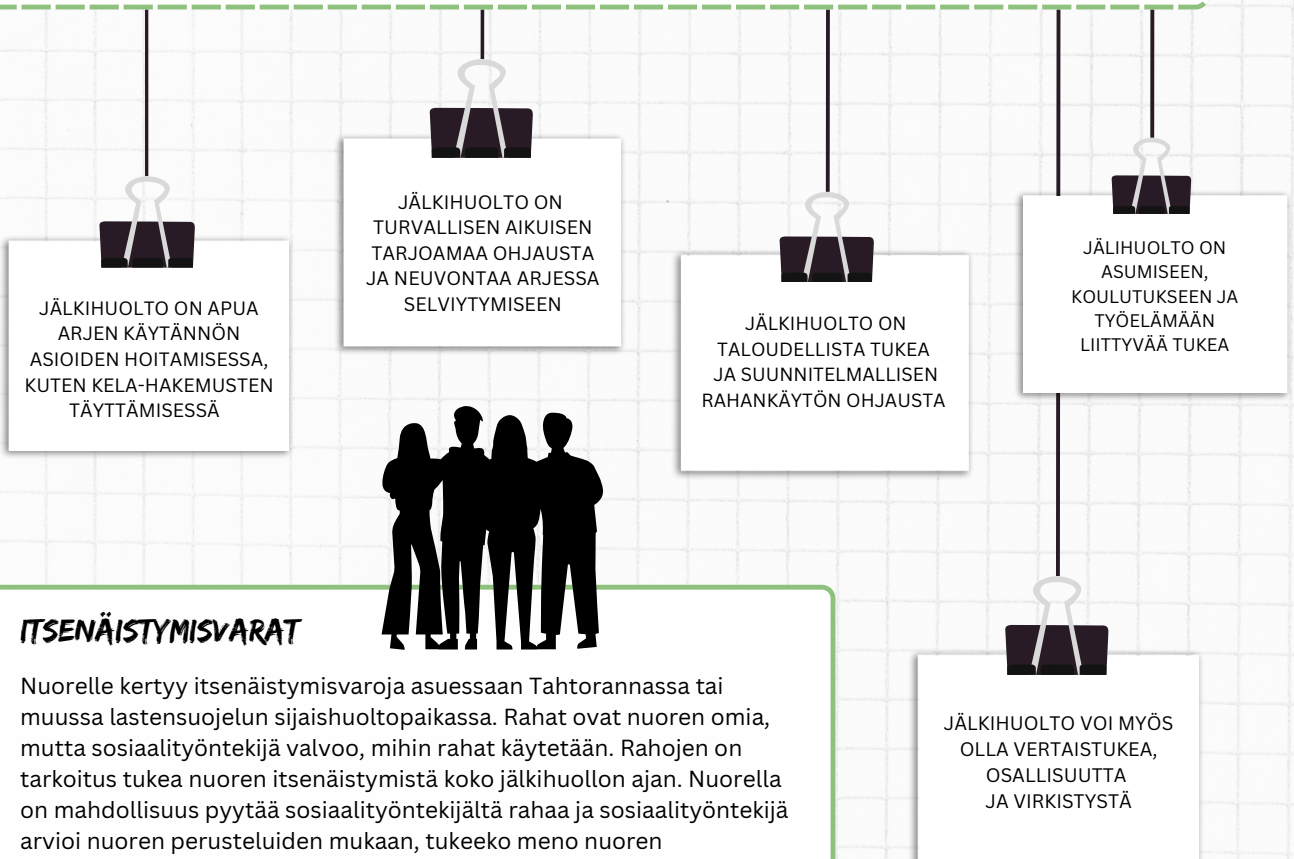 JÄLKIHUOLTO ON APUA
ARJEN KÄYTÄNNÖN
ASIOIDEN HOITAMISESSA,
KUTEN KELA-HAKEMUSTEN
TÄYTTÄMISESSÄ
JÄLKIHUOLTO ON
TURVALLISEN AIKUISEN
TARJOAMAA OHJAUSTA
JA NEUVONTAA ARJESSA
SELVIYTYMISEEN
JÄLKIHUOLTO ON
TALOUDELLISTA TUKEA
JA SUUNNITELMALLISEN
RAHANKÄYTÖN OHJAUSTA
JÄLIHUOLTO ON
ASUMISEEN,
KOULUTUKSEEN JA
TYÖELÄMÄÄN
LIITTYVÄÄ TUKEA
ITSENÄISTYMISVARAT
Nuorelle kertyy itsenäistymisvaroja asuessaan Tahtorannassa tai
muussa lastensuojelun sijaishuoltopaikassa. Rahat ovat nuoren omia,
mutta sosiaalityöntekijä valvoo, mihin rahat käytetään. Rahojen on
tarkoitus tukea nuoren itsenäistymistä koko jälkihuollon ajan. Nuorella
on mahdollisuus pyytää sosiaalityöntekijältä rahaa ja sosiaalityöntekijä
arvioi nuoren perusteluiden mukaan, tukeeko meno nuoren
JÄLKIHUOLTO VOI MYÖS
OLLA VERTAISTUKEA,
OSALLISUUTTA
JA VIRKISTYSTÄ